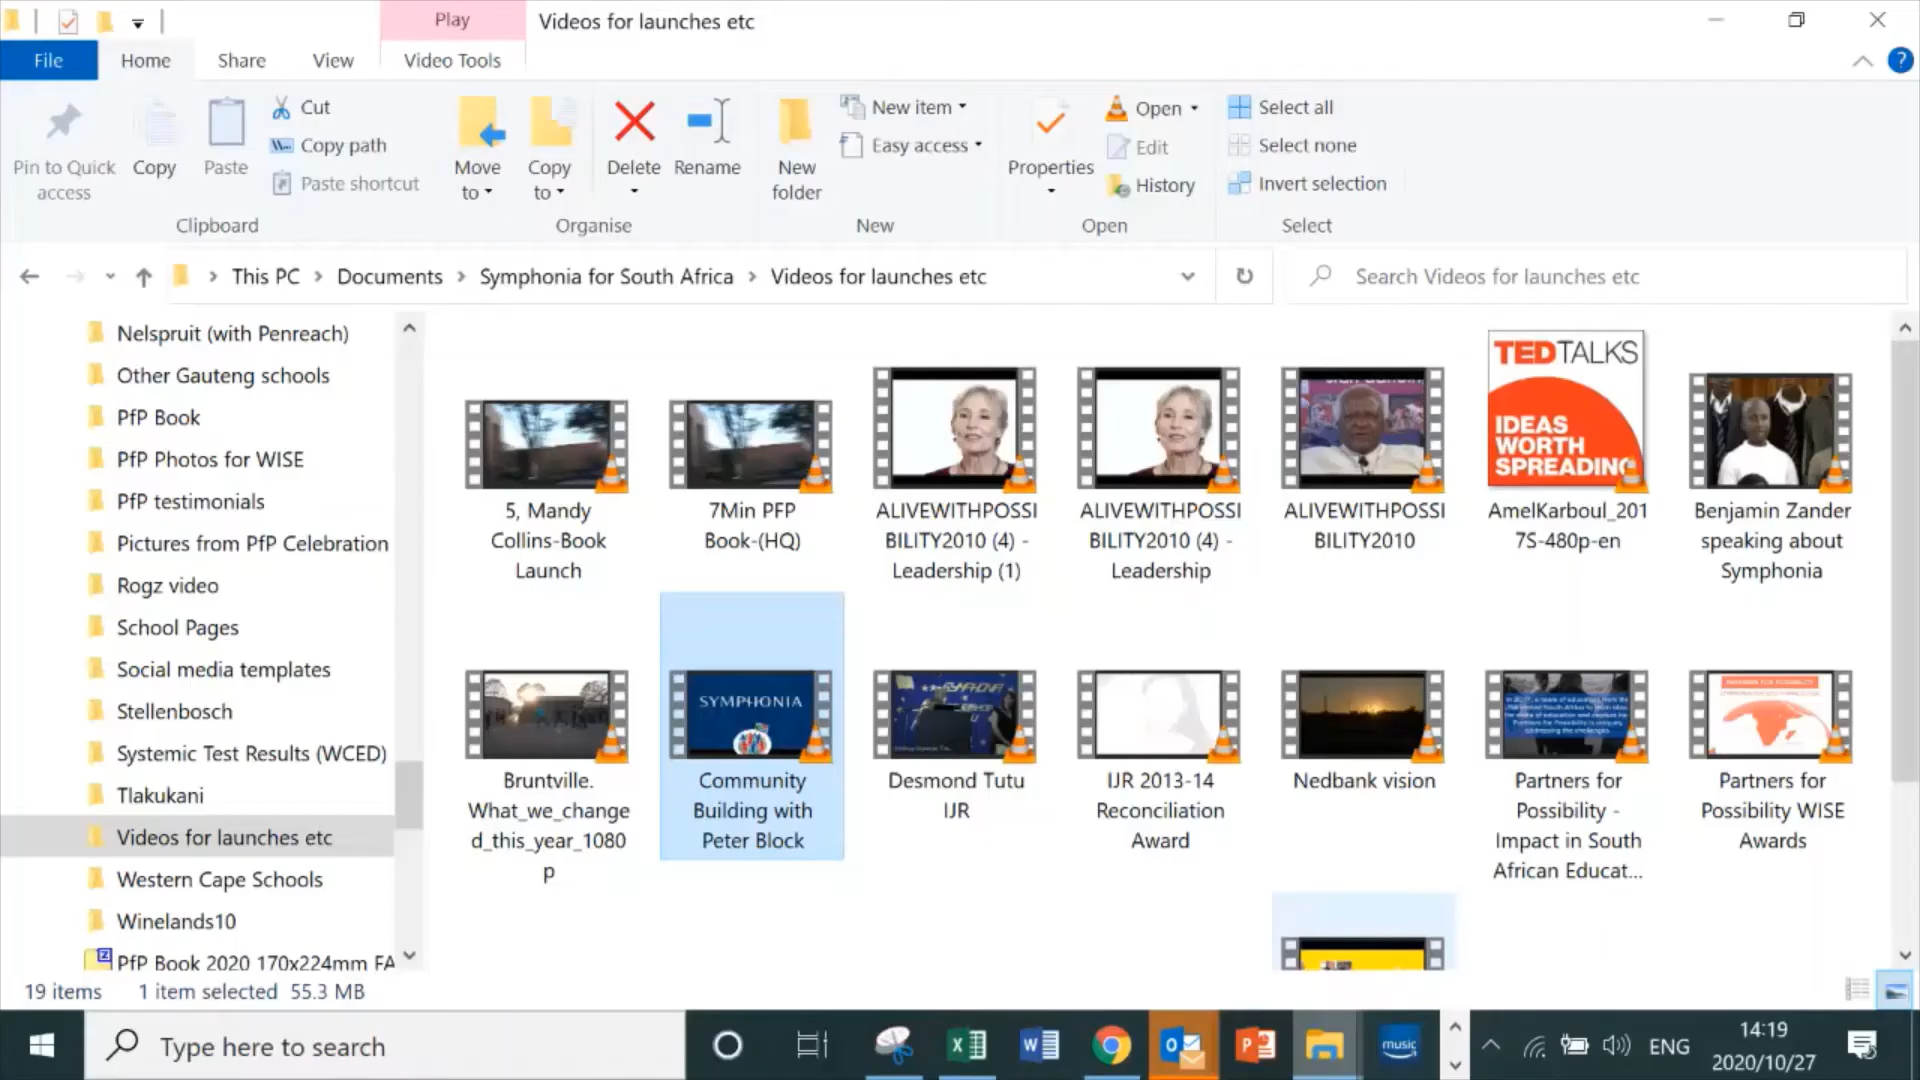 Play
Videos for launches etc
File
Home
Share
View
Video Tools
Pin to Quick access
Copy
Paste
Cut
Copy path
Paste shortcut
Clipboard
Move to
Copy to
Delete
Rename
Organise
New folder
New item
Easy access
New
Properties
Open
Edit
History
Open
Select all
Select none
Invert selection
Select
This PC
Documents
Symphonia for South Africa
Videos for launches etc
Search Videos for launches etc
Nelspruit (with Penreach)
Other Gauteng schools
PfP Book
PfP Photos for WISE
PfP testimonials
Pictures from PfP Celebration
Rogz video
School Pages
Social media templates
Stellenbosch
Systemic Test Results (WCED)
Tlakukani
Videos for launches etc
Western Cape Schools
Winelands10
PfP Book 2020 170x224mm FA
TEDTALKS
IDEAS
WORTH
SPREADING
5, Mandy
Collins-Book
Launch
7Min PFP
Book-(HQ)
ALIVEWITHPOSSI
BILITY2010 (4) -
Leadership (1)
ALIVEWITHPOSSI
BILITY2010 (4) -
Leadership
ALIVEWITHPOSSI
BILITY2010
AmelKarboul_201
7S-480p-en
Benjamin Zander
speaking about
Symphonia
SYMPHONIA
Bruntville.
What_we_change
d_this_year_1080
p
Community
Building with
Peter Block
Desmond Tutu
IJR
IJR 2013-14
Reconciliation
Award
Nedbank vision
Partners for
Possibility -
Impact in South
African Educat...
Partners for
Possibility WISE
Awards
19 items
1 item selected 55.3 MB
Type here to search
music
ENG
14:19
2020/10/27